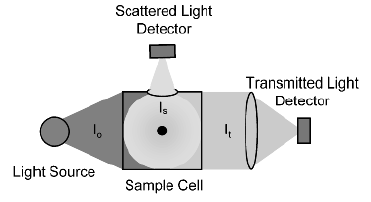 Scattered Light
Detector
Transmitted Light
Detector
Io
Is
It
Light Source
Sample Cell